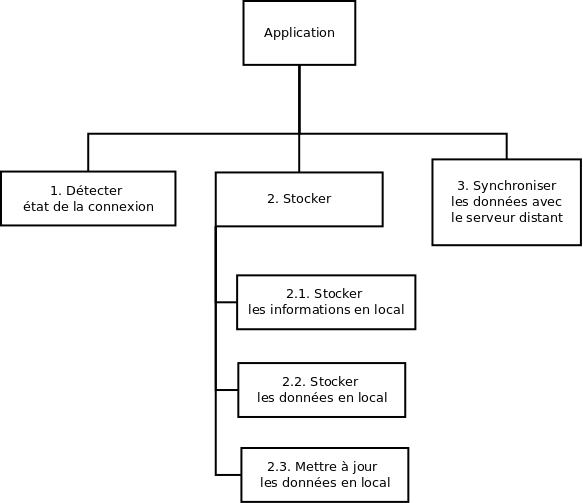 Application
1. Détecter
état de la connexion
2. Stocker
3. Synchroniser
les données avec
le serveur distant
2.1. Stocker
les informations en local
2.2. Stocker
les données en local
2.3. Mettre à jour
les données en local